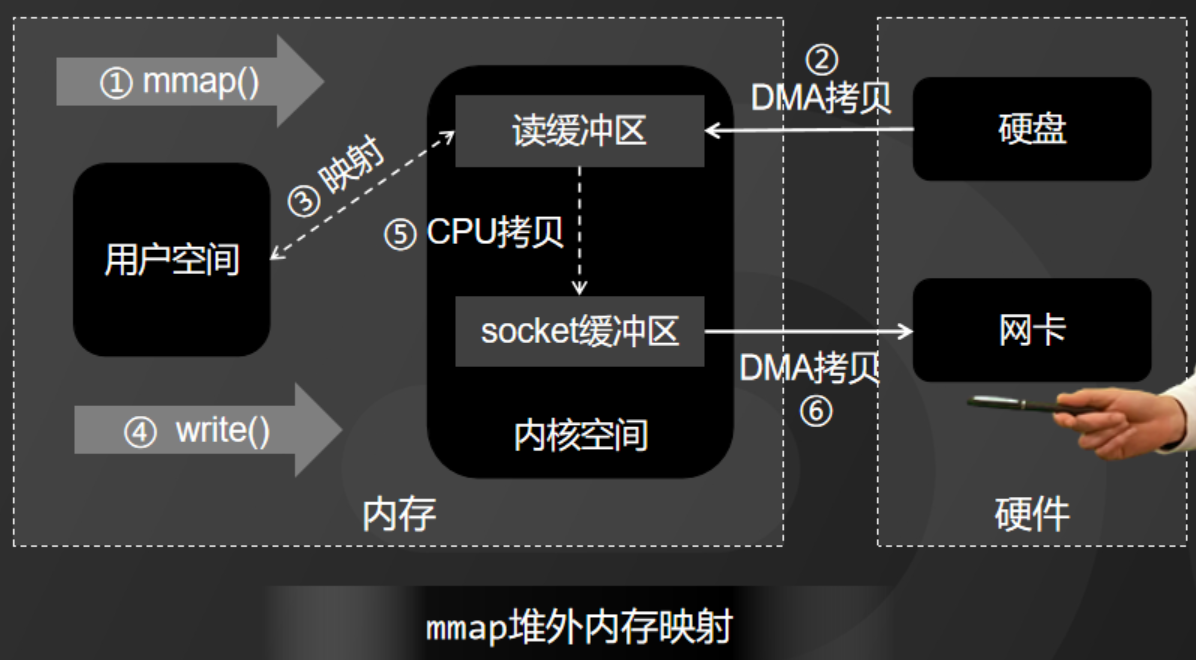 ① mmap()
②
DMA拷贝
读缓冲区
硬盘
③ 映射
⑤ CPU拷贝
用户空间
socket缓冲区
网卡
DMA拷贝
⑥
④ write()
内核空间
内存
硬件
mmap堆外内存映射